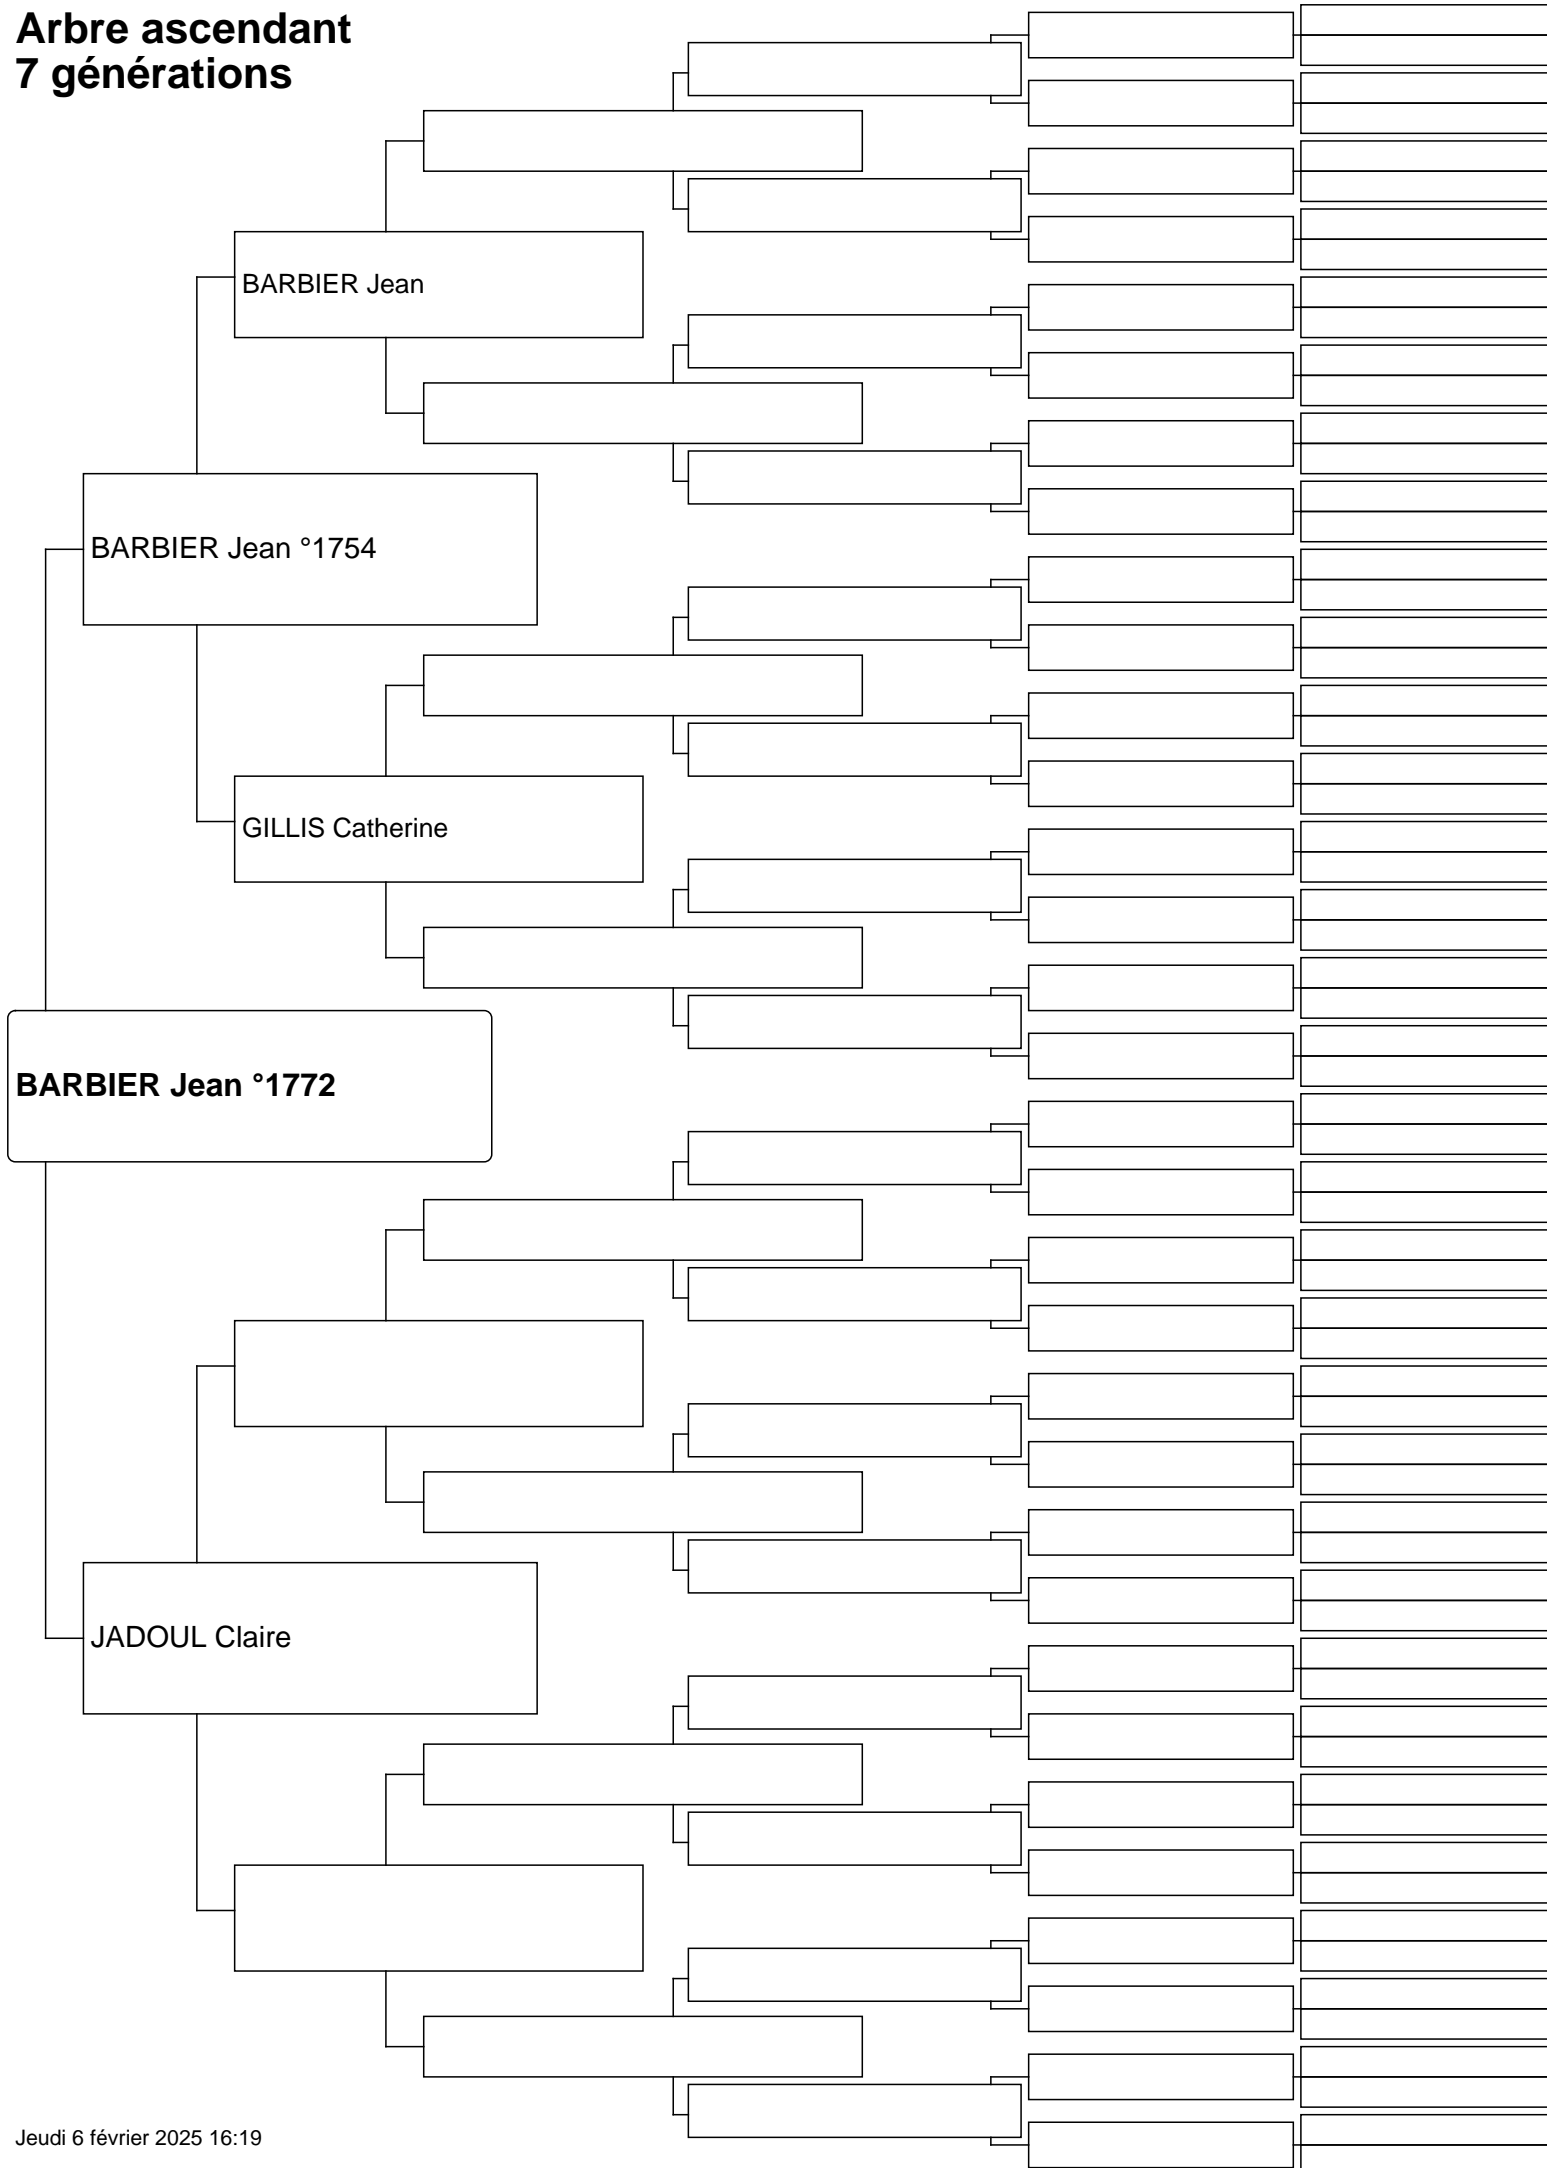 Arbre ascendant
7 générations
BARBIER Jean
BARBIER Jean °1754
GILLIS Catherine
BARBIER Jean °1772
JADOUL Claire
Jeudi 6 février 2025 16:19